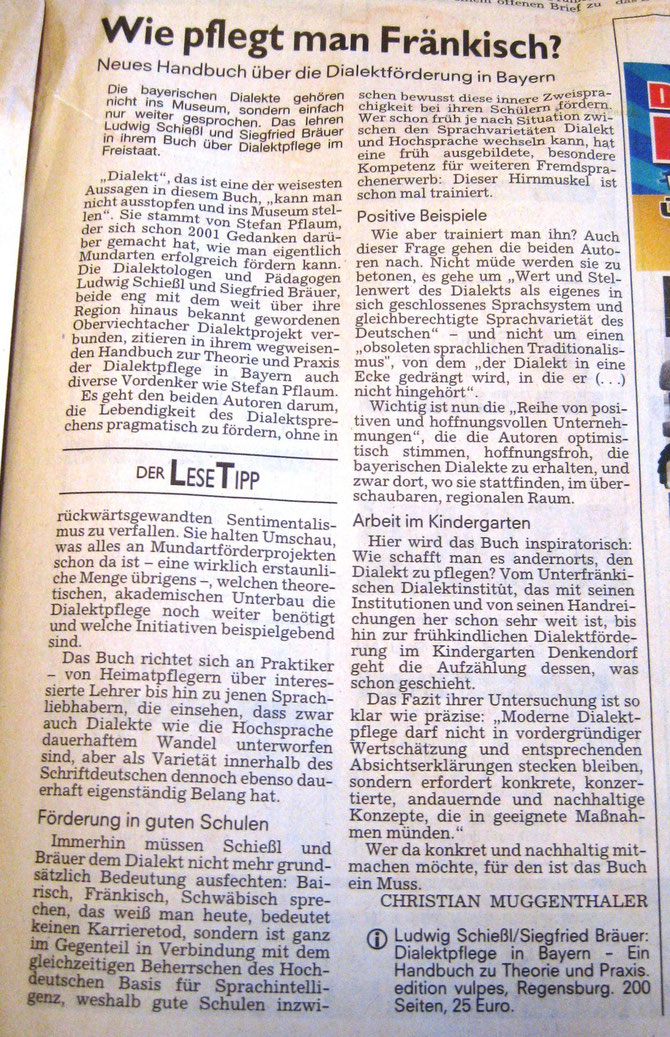 offenen Brief zu
Wie pflegt man Fränkisch?
Neues Handbuch über die Dialektförderung in Bayern
Die bayerischen Dialekte gehören
nicht ins Museum, sondern einfach
nur weiter gesprochen. Das lehren
Ludwig Schießl und Siegfried Bräuer
in ihrem Buch über Dialektpflege im
Freistaat.
„Dialekt“, das ist eine der weisesten
Aussagen in diesem Buch, „kann man
nicht ausstopfen und ins Museum stel-
len“. Sie stammt von Stefan Pflaum,
der sich schon 2001 Gedanken darü-
ber gemacht hat, wie man eigentlich
Mundarten erfolgreich fördern kann.
Die Dialektologen und Pädagogen
Ludwig Schießl und Siegfried Bräuer,
beide eng mit dem weit über ihre
Region hinaus bekannt gewordenen
Oberviechtacher Dialektprojekt ver-
bunden, zitieren in ihrem wegweisen-
den Handbuch zur Theorie und Praxis
der Dialektpflege in Bayern auch
diverse Vordenker wie Stefan Pflaum.
Es geht den beiden Autoren darum,
die Lebendigkeit des Dialektspre-
chens pragmatisch zu fördern, ohne in
DER LESETIPP
rückwärtsgewandten Sentimentalis-
mus zu verfallen. Sie halten Umschau,
was alles an Mundartförderprojekten
schon da ist – eine wirklich erstaunli-
che Menge übrigens –, welchen theore-
tischen, akademischen Unterbau die
Dialektpflege noch weiter benötigt
und welche Initiativen beispielgebend
sind.
Das Buch richtet sich an Praktiker
– von Heimatpflegern über interes-
sierte Lehrer bis hin zu jenen Sprach-
liebhabern, die einsehen, dass zwar
auch Dialekte wie die Hochsprache
dauerhaftem Wandel unterworfen
sind, aber als Varietät innerhalb des
Schriftdeutschen dennoch ebenso dau-
erhaft eigenständig Belang hat.
Förderung in guten Schulen
Immerhin müssen Schießl und
Bräuer dem Dialekt nicht mehr grund-
sätzlich Bedeutung ausfechten: Bai-
risch, Fränkisch, Schwäbisch spre-
chen, das weiß man heute, bedeutet
keinen Karrieretod, sondern ist ganz
im Gegenteil in Verbindung mit dem
gleichzeitigen Beherrschen des Hoch-
deutschen Basis für Sprachintelli-
genz, weshalb gute Schulen inzwi-
schen bewusst diese innere Zweispra-
chigkeit bei ihren Schülern fördern.
Wer schon früh je nach Situation zwi-
schen den Sprachvarietäten Dialekt
und Hochsprache wechseln kann, hat
eine früh ausgebildete, besondere
Kompetenz für weiteren Fremdspra-
chenerwerb: Dieser Hirnmuskel ist
schon mal trainiert.
Positive Beispiele
Wie aber trainiert man ihn? Auch
dieser Frage gehen die beiden Auto-
ren nach. Nicht müde werden sie zu
betonen, es gehe um „Wert und Stel-
lenwert des Dialekts als eigenes in
sich geschlossenes Sprachsystem und
gleichberechtigte Sprachvarietät des
Deutschen“ – und nicht um einen
„obsoleten sprachlichen Traditionalis-
mus", von dem „der Dialekt in eine
Ecke gedrängt wird, in die er (. . .)
nicht hingehört“.
Wichtig ist nun die „Reihe von posi-
tiven und hoffnungsvollen Unterneh-
mungen“, die die Autoren optimis-
tisch stimmen, hoffnungsfroh, die
bayerischen Dialekte zu erhalten, und
zwar dort, wo sie stattfinden, im über-
schaubaren, regionalen Raum.
Arbeit im Kindergarten
Hier wird das Buch inspiratorisch:
Wie schafft man es andernorts, den
Dialekt zu pflegen? Vom Unterfränki-
schen Dialektinstitut, das mit seinen
Institutionen und von seinen Handrei-
chungen her schon sehr weit ist, bis
hin zur frühkindlichen Dialektförde-
rung im Kindergarten Denkendorf
geht die Aufzählung dessen, was
schon geschieht.
Das Fazit ihrer Untersuchung ist so
klar wie präzise: „Moderne Dialekt-
pflege darf nicht in vordergründiger
Wertschätzung und entsprechenden
Absichtserklärungen stecken bleiben,
sondern erfordert konkrete, konzer-
tierte, andauernde und nachhaltige
Konzepte, die in geeignete Maßnah-
men münden.“
Wer da konkret und nachhaltig mit-
machen möchte, für den ist das Buch
ein Muss.
CHRISTIAN MUGGENTHALER
i Ludwig Schießl/Siegfried Bräuer:
Dialektpflege in Bayern – Ein
Handbuch zu Theorie und Praxis.
edition vulpes, Regensburg. 200
Seiten, 25 Euro.